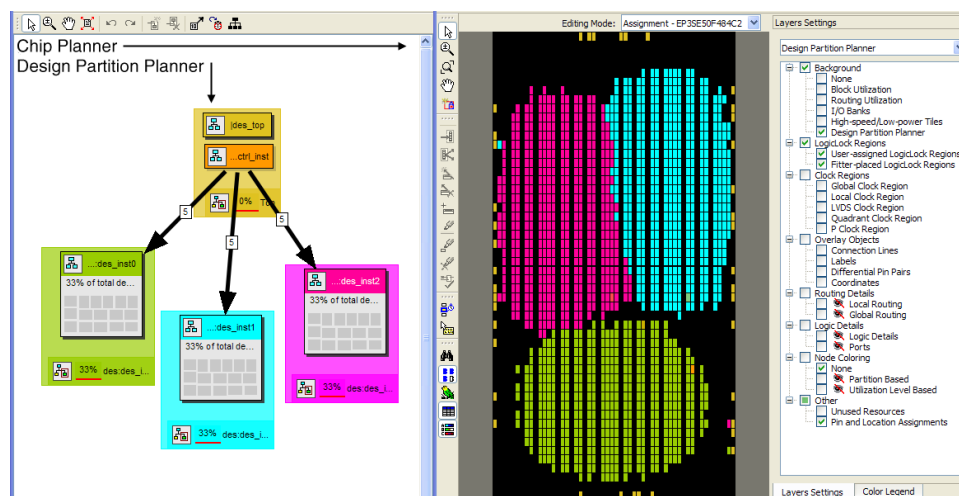 Chip Planner
Design Partition Planner
|des_top
...ctrl_inst
0%
5
5
5
...:des_inst0
33% of total de...
33% des:des_i...
...:des_inst1
33% of total de...
33% des:des_i...
...:des_inst2
33% of total de...
33% des:des_i...
Editing Mode: Assignment - EP3SE50F484C2
Layers Settings
Design Partition Planner
Background
None
Block Utilization
Routing Utilization
I/O Banks
High-speed/Low-power Tiles
Design Partition Planner
LogicLock Regions
User-assigned LogicLock Regions
Fitter-placed LogicLock Regions
Clock Regions
Global Clock Region
Local Clock Region
LVDS Clock Region
Quadrant Clock Region
P Clock Region
Overlay Objects
Connection Lines
Labels
Differential Pin Pairs
Coordinates
Routing Details
Local Routing
Global Routing
Logic Details
Logic Details
Ports
Node Coloring
None
Partition Based
Utilization Level Based
Other
Unused Resources
Pin and Location Assignments
Layers Settings Color Legend